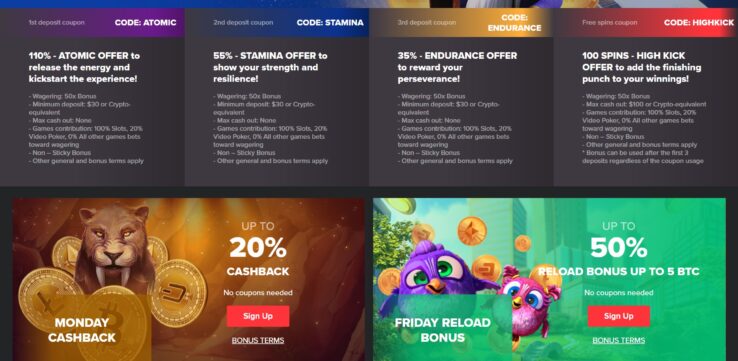 1st deposit coupon CODE: ATOMIC
110% - ATOMIC OFFER to
release the energy and
kickstart the experience!
- Wagering: 50x Bonus
- Minimum deposit: $30 or Crypto-
equivalent
- Max cash out: None
- Games contribution: 100% Slots, 20%
Video Poker, 0% All other games bets
toward wagering
- Non – Sticky Bonus
- Other general and bonus terms apply
2nd deposit coupon CODE: STAMINA
55% - STAMINA OFFER to
show your strength and
resilience!
- Wagering: 50x Bonus
- Minimum deposit: $30 or Crypto-
equivalent
- Max cash out: None
- Games contribution: 100% Slots, 20%
Video Poker, 0% All other games bets
toward wagering
- Non – Sticky Bonus
- Other general and bonus terms apply
3rd deposit coupon CODE:
ENDURANCE
35% - ENDURANCE OFFER
to reward your
perseverance!
- Wagering: 50x Bonus
- Minimum deposit: $30 or Crypto-
equivalent
- Max cash out: None
- Games contribution: 100% Slots, 20%
Video Poker, 0% All other games bets
toward wagering
- Non – Sticky Bonus
- Other general and bonus terms apply
Free spins coupon CODE: HIGHKICK
100 SPINS - HIGH KICK
OFFER to add the finishing
punch to your winnings!
- Wagering: 50x Bonus
- Max cash out: $100 or Crypto-equivalent
- Games contribution: 100% Slots, 20%
Video Poker, 0% All other games bets
toward wagering
- Non – Sticky Bonus
- Other general and bonus terms apply
* Bonus can be used after the first 3
deposits regardless of the coupon usage
UP TO
20%
CASHBACK
No coupons needed
Sign Up
BONUS TERMS
MONDAY
CASHBACK
UP TO
50%
RELOAD BONUS UP TO 5 BTC
No coupons needed
Sign Up
BONUS TERMS
FRIDAY RELOAD
BONUS